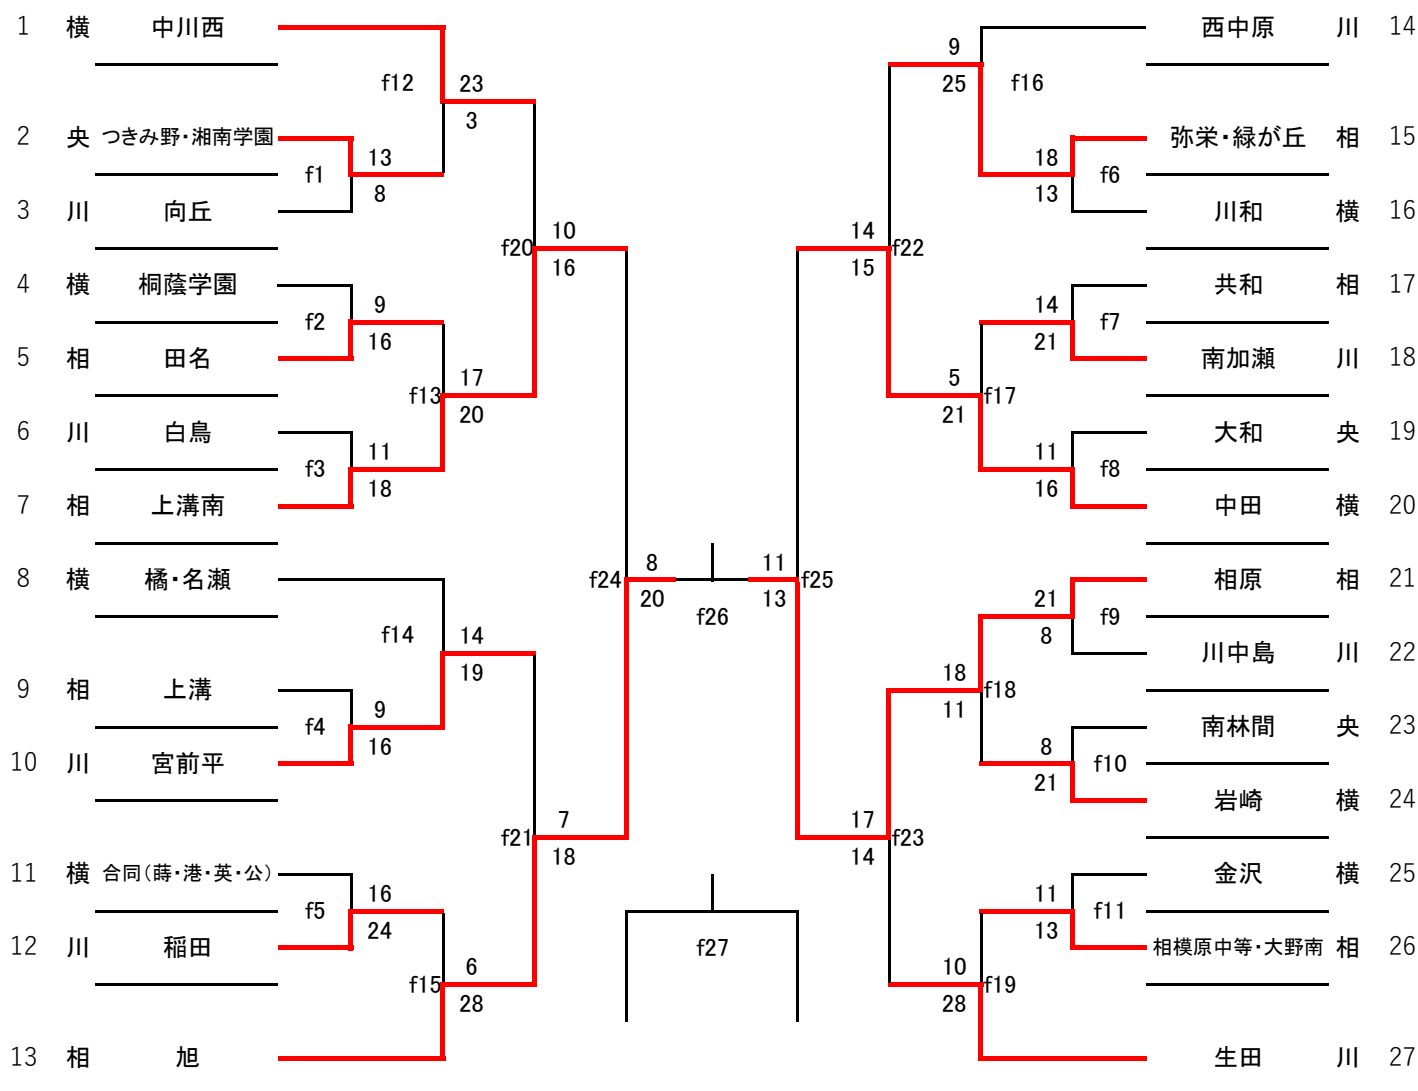 1 横 中川西
f12
23
3
2 央 つきみ野・湘南学園
f1
13
8
3 川 向丘
f20
10
16
4 横 桐蔭学園
f2
9
16
5 相 田名
f13
17
20
6 川 白鳥
f3
11
18
7 相 上溝南
8 横 橘・名瀬
f14
14
19
9 相 上溝
f4
9
16
10 川 宮前平
f21
7
18
11 横 合同（蒔・港・英・公）
f5
16
24
12 川 稲田
f15
6
28
13 相 旭
f24
8
20
f26
11
13
f25
f27
西中原 川 14
9
25
f16
弥栄・緑が丘 相 15
18
13
f6
川和 横 16
14
15
f22
共和 相 17
14
21
f7
南加瀬 川 18
5
21
f17
大和 央 19
11
16
f8
中田 横 20
相原 相 21
21
8
f9
川中島 川 22
18
11
f18
南林間 央 23
8
21
f10
岩崎 横 24
17
14
f23
金沢 横 25
11
13
f11
相模原中等・大野南 相 26
10
28
f19
生田 川 27